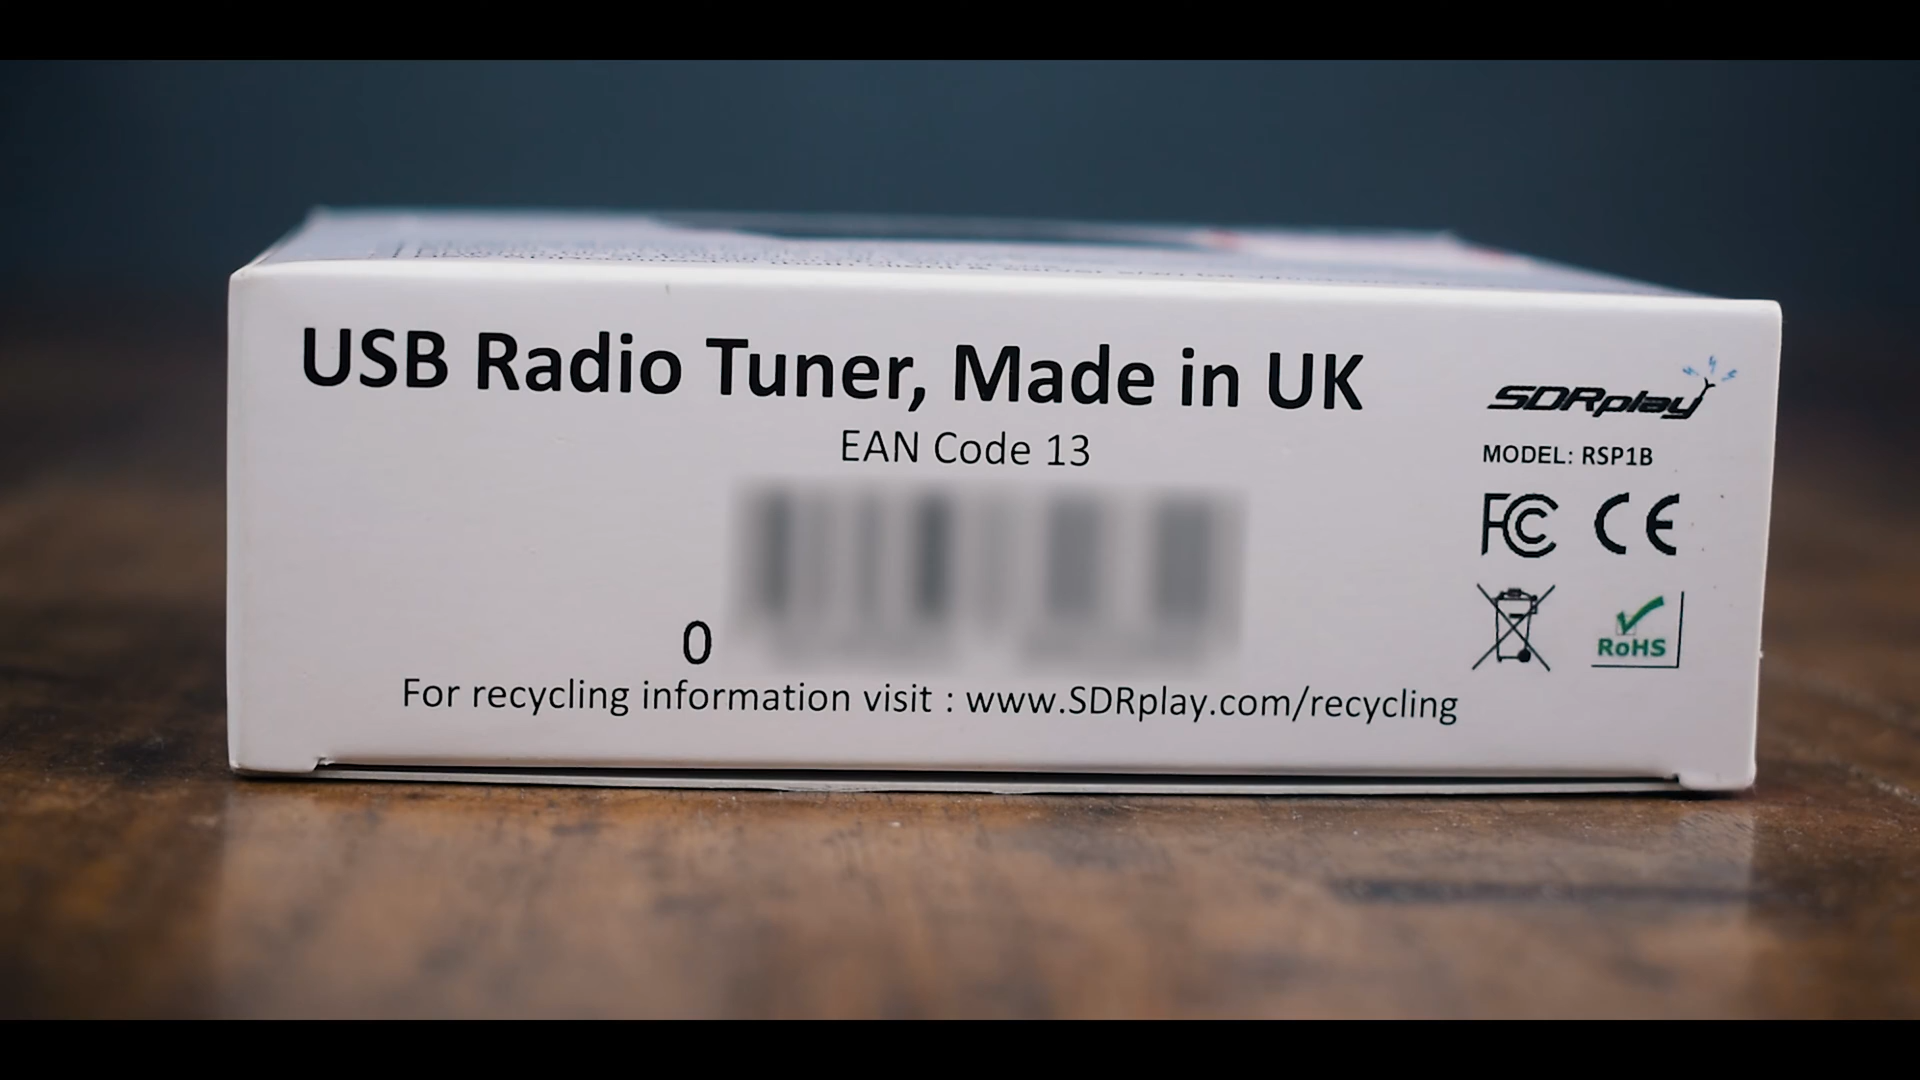 USB Radio Tuner, Made in UK
SDRplay
EAN Code 13
MODEL: RSP1B
FC CE
0
RoHS
For recycling information visit : www.SDRplay.com/recycling